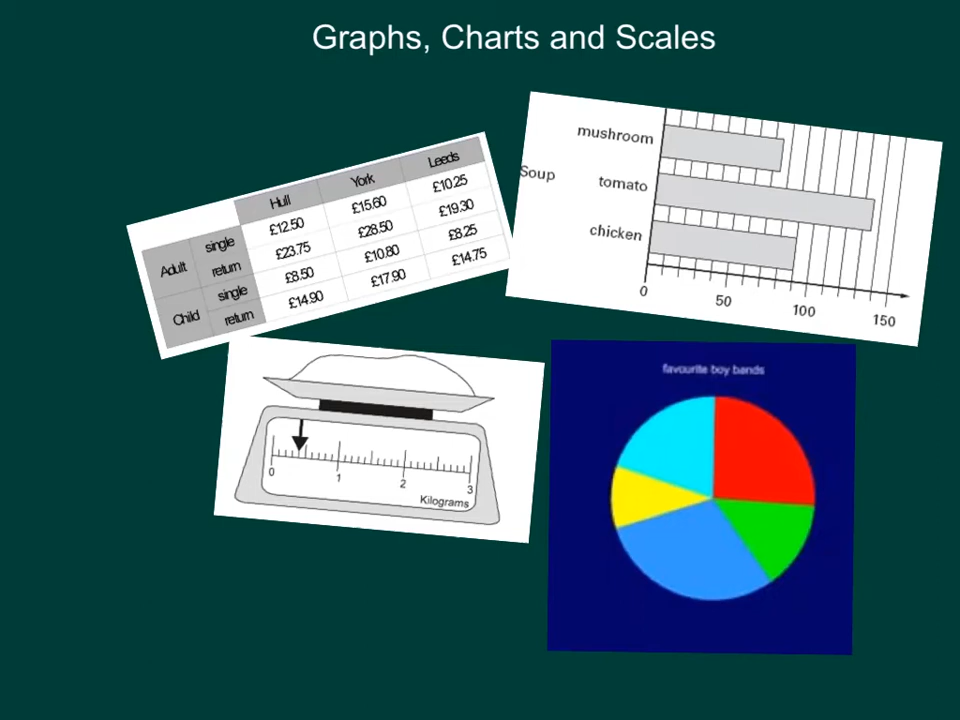 Graphs, Charts and Scales
Hull York Leeds
Adult single £12.50 £15.60 £10.25
return £23.75 £28.50 £19.30
Child single £8.50 £10.80 £8.25
return £14.90 £17.90 £14.75
mushroom
Soup tomato
chicken
0 50 100 150
0 1 2 3
Kilograms
favourite boy bands